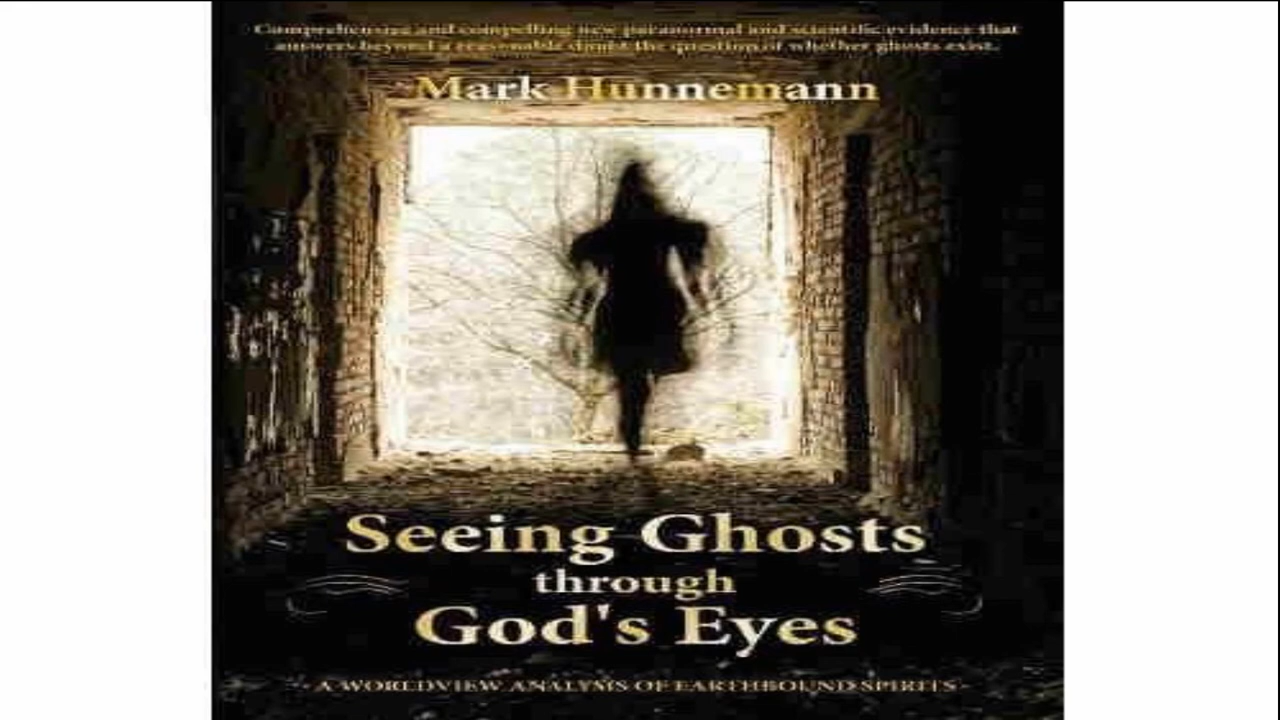 Comprehensive and compelling new paranormal and scientific evidence that
answers beyond a reasonable doubt the question of whether ghosts exist.
Mark Hunnemann
Seeing Ghosts
through
God's Eyes
A WORLDVIEW ANALYSIS OF EARTHBOUND SPIRITS